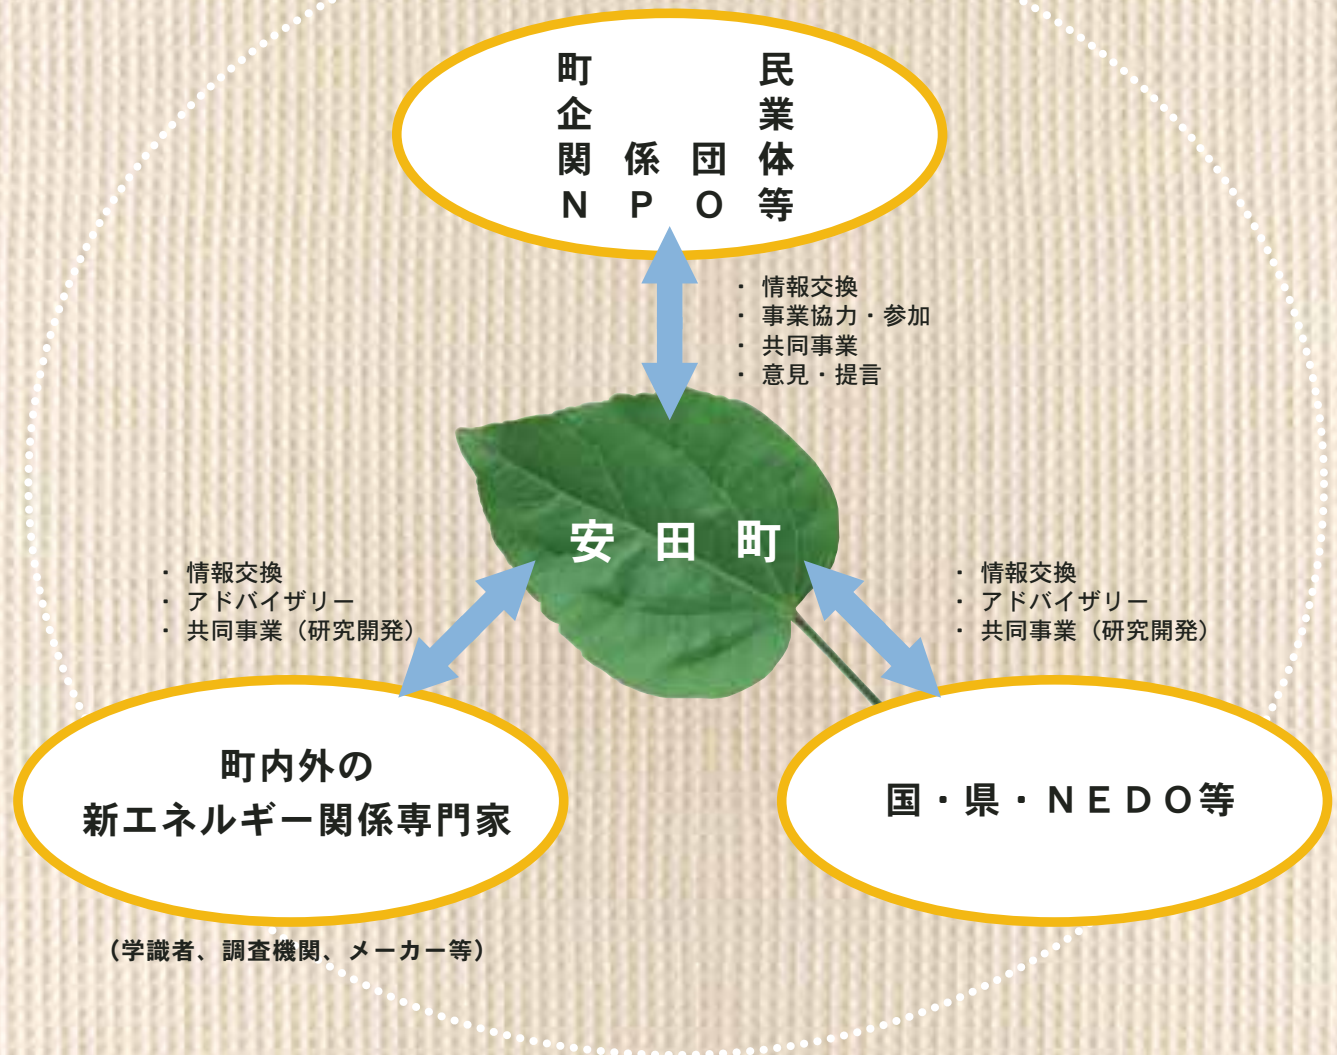 町民
企業
関係団体
NPO等
・ 情報交換
・ 事業協力・参加
・ 共同事業
・ 意見・提言
安田町
・ 情報交換
・ アドバイザリー
・ 共同事業（研究開発）
・ 情報交換
・ アドバイザリー
・ 共同事業（研究開発）
町内外の
新エネルギー関係専門家
国・県・NEDO等
（学識者、調査機関、メーカー等）